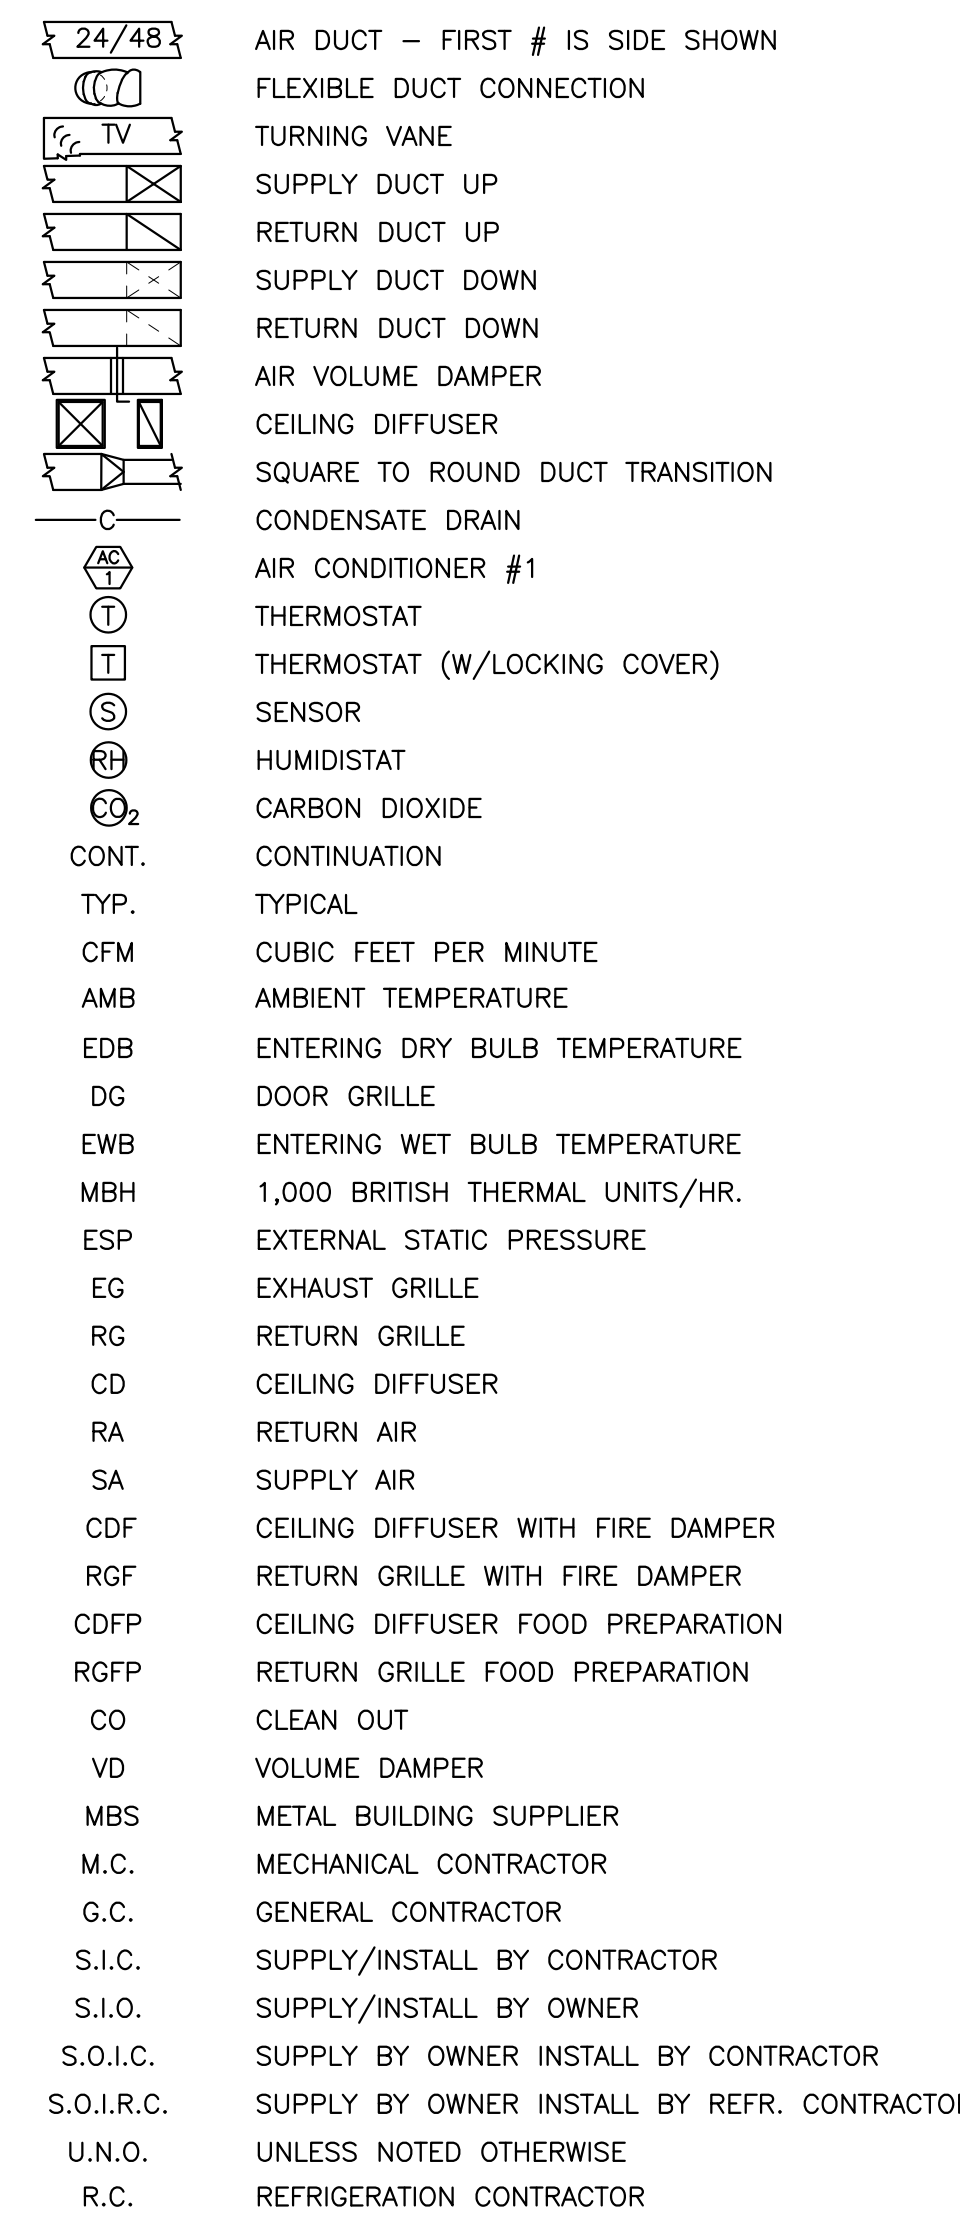 24/48 AIR DUCT – FIRST # IS SIDE SHOWN
FLEXIBLE DUCT CONNECTION
TV TURNING VANE
SUPPLY DUCT UP
RETURN DUCT UP
SUPPLY DUCT DOWN
RETURN DUCT DOWN
AIR VOLUME DAMPER
CEILING DIFFUSER
SQUARE TO ROUND DUCT TRANSITION
C CONDENSATE DRAIN
AC
1 AIR CONDITIONER #1
T THERMOSTAT
T THERMOSTAT (W/LOCKING COVER)
S SENSOR
RH HUMIDISTAT
CO2 CARBON DIOXIDE
CONT. CONTINUATION
TYP. TYPICAL
CFM CUBIC FEET PER MINUTE
AMB AMBIENT TEMPERATURE
EDB ENTERING DRY BULB TEMPERATURE
DG DOOR GRILLE
EWB ENTERING WET BULB TEMPERATURE
MBH 1,000 BRITISH THERMAL UNITS/HR.
ESP EXTERNAL STATIC PRESSURE
EG EXHAUST GRILLE
RG RETURN GRILLE
CD CEILING DIFFUSER
RA RETURN AIR
SA SUPPLY AIR
CDF CEILING DIFFUSER WITH FIRE DAMPER
RGF RETURN GRILLE WITH FIRE DAMPER
CDFP CEILING DIFFUSER FOOD PREPARATION
RGFP RETURN GRILLE FOOD PREPARATION
CO CLEAN OUT
VD VOLUME DAMPER
MBS METAL BUILDING SUPPLIER
M.C. MECHANICAL CONTRACTOR
G.C. GENERAL CONTRACTOR
S.I.C. SUPPLY/INSTALL BY CONTRACTOR
S.I.O. SUPPLY/INSTALL BY OWNER
S.O.I.C. SUPPLY BY OWNER INSTALL BY CONTRACTOR
S.O.I.R.C. SUPPLY BY OWNER INSTALL BY REFR. CONTRACTOR
U.N.O. UNLESS NOTED OTHERWISE
R.C. REFRIGERATION CONTRACTOR